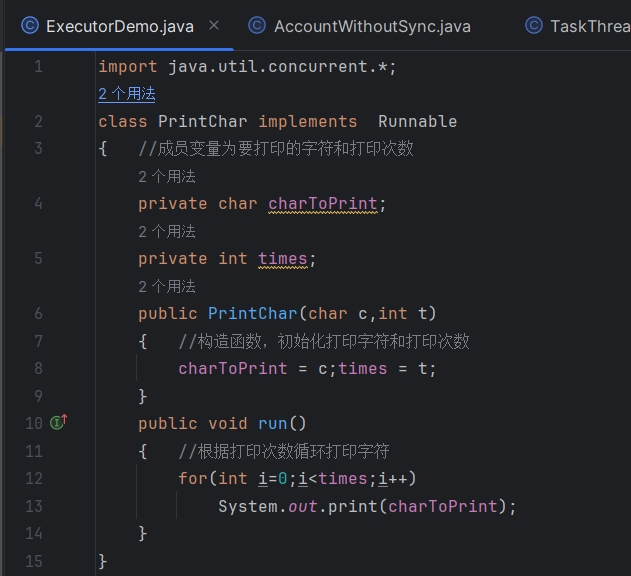 ExecutorDemo.java × AccountWithoutSync.java TaskThrea
1 import java.util.concurrent.*;
2 个用法
2 class PrintChar implements  Runnable
3 {   //成员变量为要打印的字符和打印次数
2 个用法
4 private char charToPrint;
2 个用法
5 private int times;
2 个用法
6 public PrintChar(char c,int t)
7 {   //构造函数，初始化打印字符和打印次数
8 charToPrint = c;times = t;
9 }
10 public void run()
11 {   //根据打印次数循环打印字符
12 for(int i=0;i<times;i++)
13 System.out.print(charToPrint);
14 }
15 }